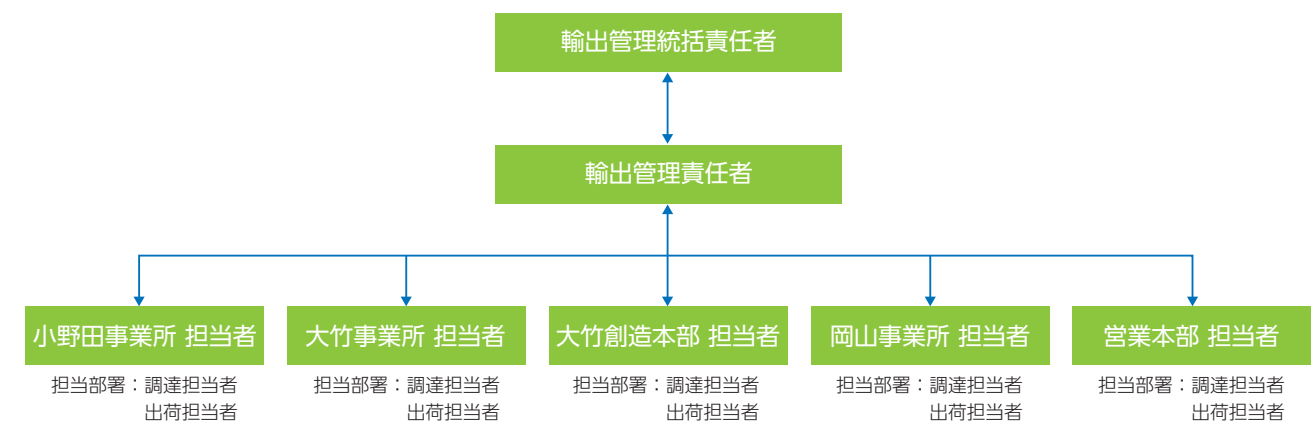 輸出管理統括責任者
輸出管理責任者
小野田事業所 担当者
担当部署：調達担当者
出荷担当者
大竹事業所 担当者
担当部署：調達担当者
出荷担当者
大竹創造本部 担当者
担当部署：調達担当者
出荷担当者
岡山事業所 担当者
担当部署：調達担当者
出荷担当者
営業本部 担当者
担当部署：調達担当者
出荷担当者